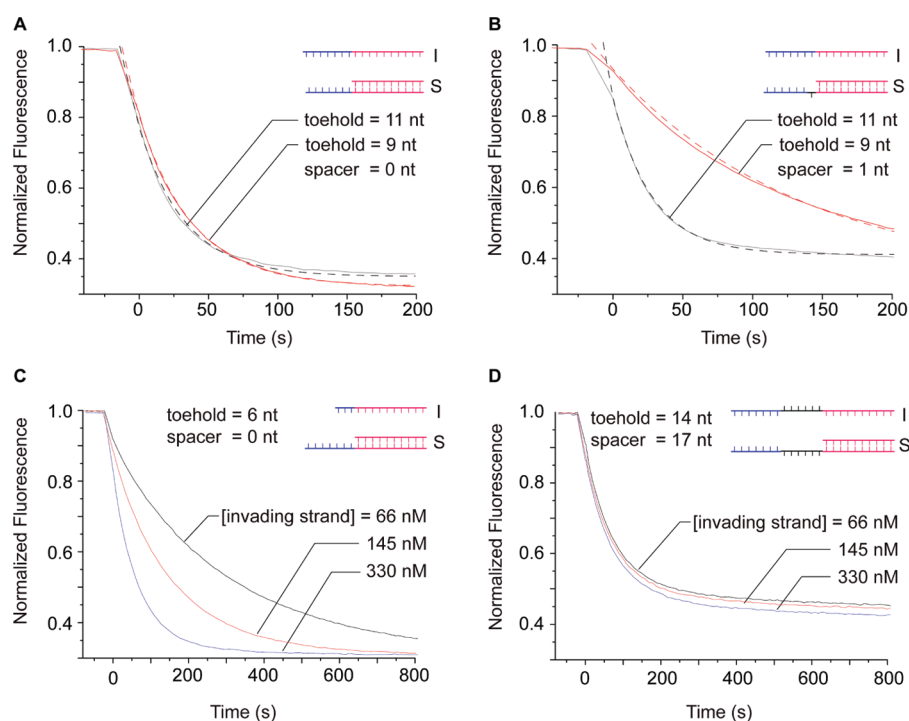 A
1.0
0.8
0.6
0.4
Normalized Fluorescence
I
S
toehold = 11 nt
toehold = 9 nt
spacer = 0 nt
0 50 100 150 200
Time (s)
B
1.0
0.8
0.6
0.4
Normalized Fluorescence
I
S
toehold = 11 nt
toehold = 9 nt
spacer = 1 nt
0 50 100 150 200
Time (s)
C
1.0
0.8
0.6
0.4
Normalized Fluorescence
toehold = 6 nt
spacer = 0 nt
I
S
[invading strand] = 66 nM
145 nM
330 nM
0 200 400 600 800
Time (s)
D
1.0
0.8
0.6
0.4
Normalized Fluorescence
toehold = 14 nt
spacer = 17 nt
I
S
[invading strand] = 66 nM
145 nM
330 nM
0 200 400 600 800
Time (s)